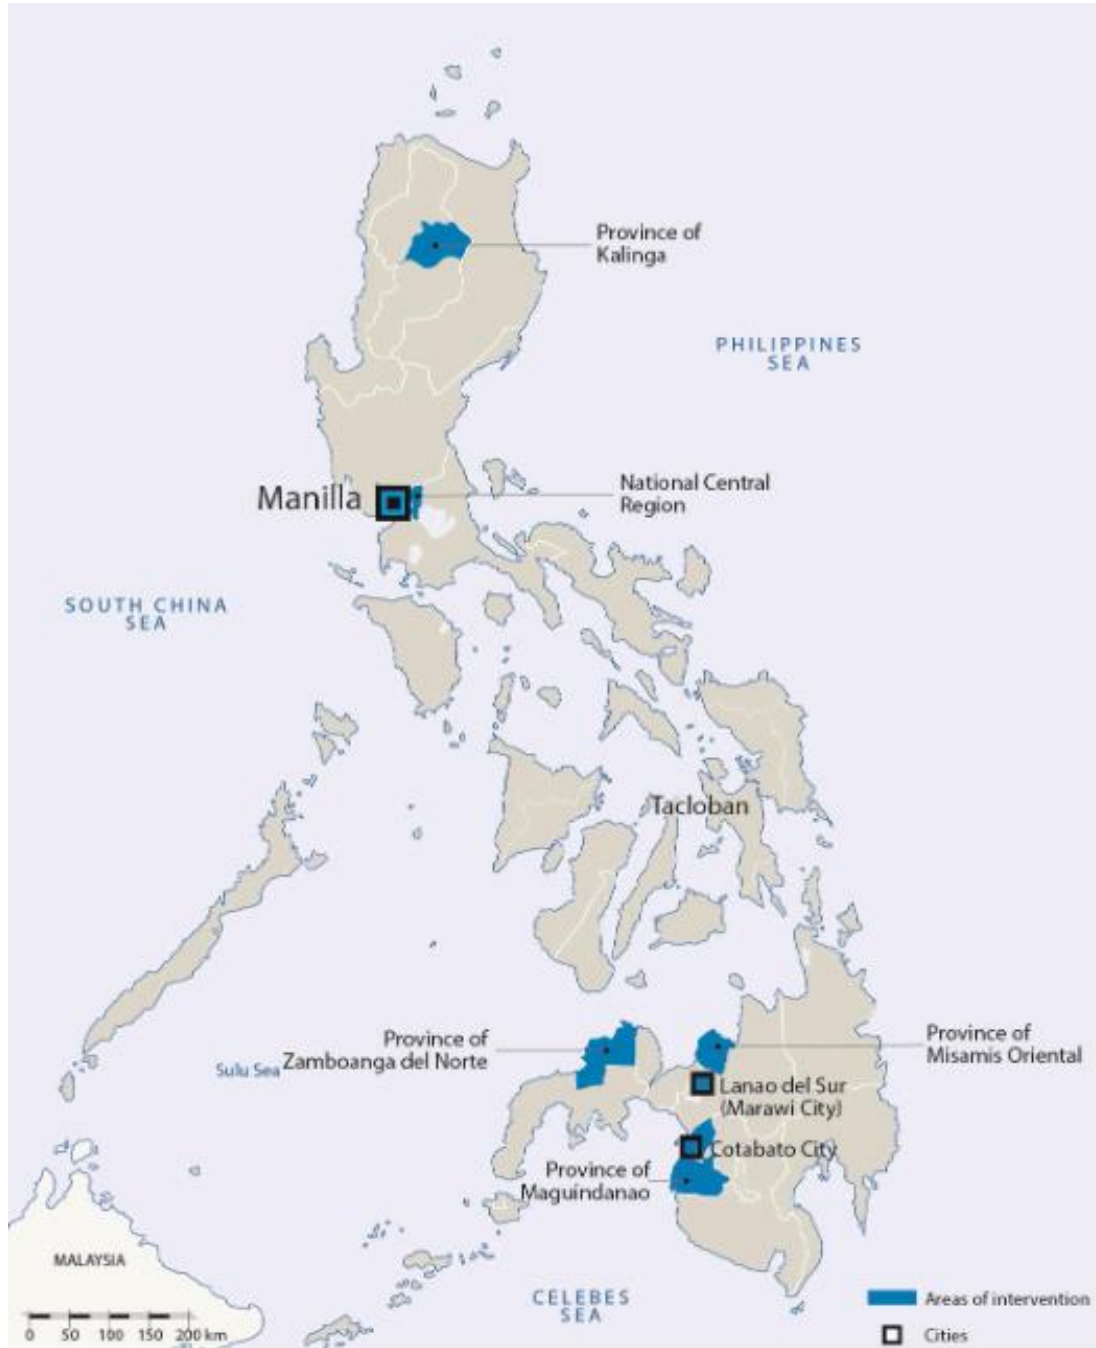 Province of
Kalinga
PHILIPPINES
SEA
National Central
Region
Manilla
SOUTH CHINA
SEA
Tacloban
Province of
Zamboanga del Norte
Sulu Sea
Province of
Misamis Oriental
Lanao del Sur
(Marawi City)
Cotabato City
Province of
Maguindanao
MALAYSIA
CELEBES
SEA
Areas of intervention
Cities
0 50 100 150 200 km